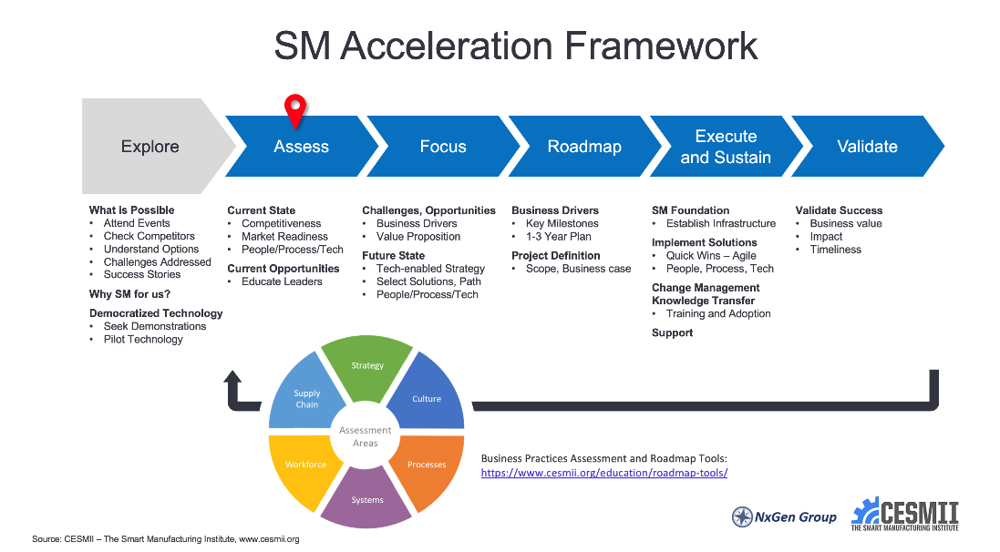 SM Acceleration Framework
Explore
Assess
Focus
Roadmap
Execute
and Sustain
Validate
What is Possible
• Attend Events
• Check Competitors
• Understand Options
• Challenges Addressed
• Success Stories
Why SM for us?
Democratized Technology
• Seek Demonstrations
• Pilot Technology
Current State
• Competitiveness
• Market Readiness
• People/Process/Tech
Current Opportunities
• Educate Leaders
Challenges, Opportunities
• Business Drivers
• Value Proposition
Future State
• Tech-enabled Strategy
• Select Solutions, Path
• People/Process/Tech
Business Drivers
• Key Milestones
• 1-3 Year Plan
Project Definition
• Scope, Business case
SM Foundation
• Establish Infrastructure
Implement Solutions
• Quick Wins – Agile
• People, Process, Tech
Change Management
Knowledge Transfer
• Training and Adoption
Support
Validate Success
• Business value
• Impact
• Timeliness
Strategy
Culture
Processes
Systems
Workforce
Supply
Chain
Assessment
Areas
Business Practices Assessment and Roadmap Tools:
https://www.cesmii.org/education/roadmap-tools/
NxGen Group
CESMII
THE SMART MANUFACTURING INSTITUTE
Source: CESMII – The Smart Manufacturing Institute, www.cesmii.org